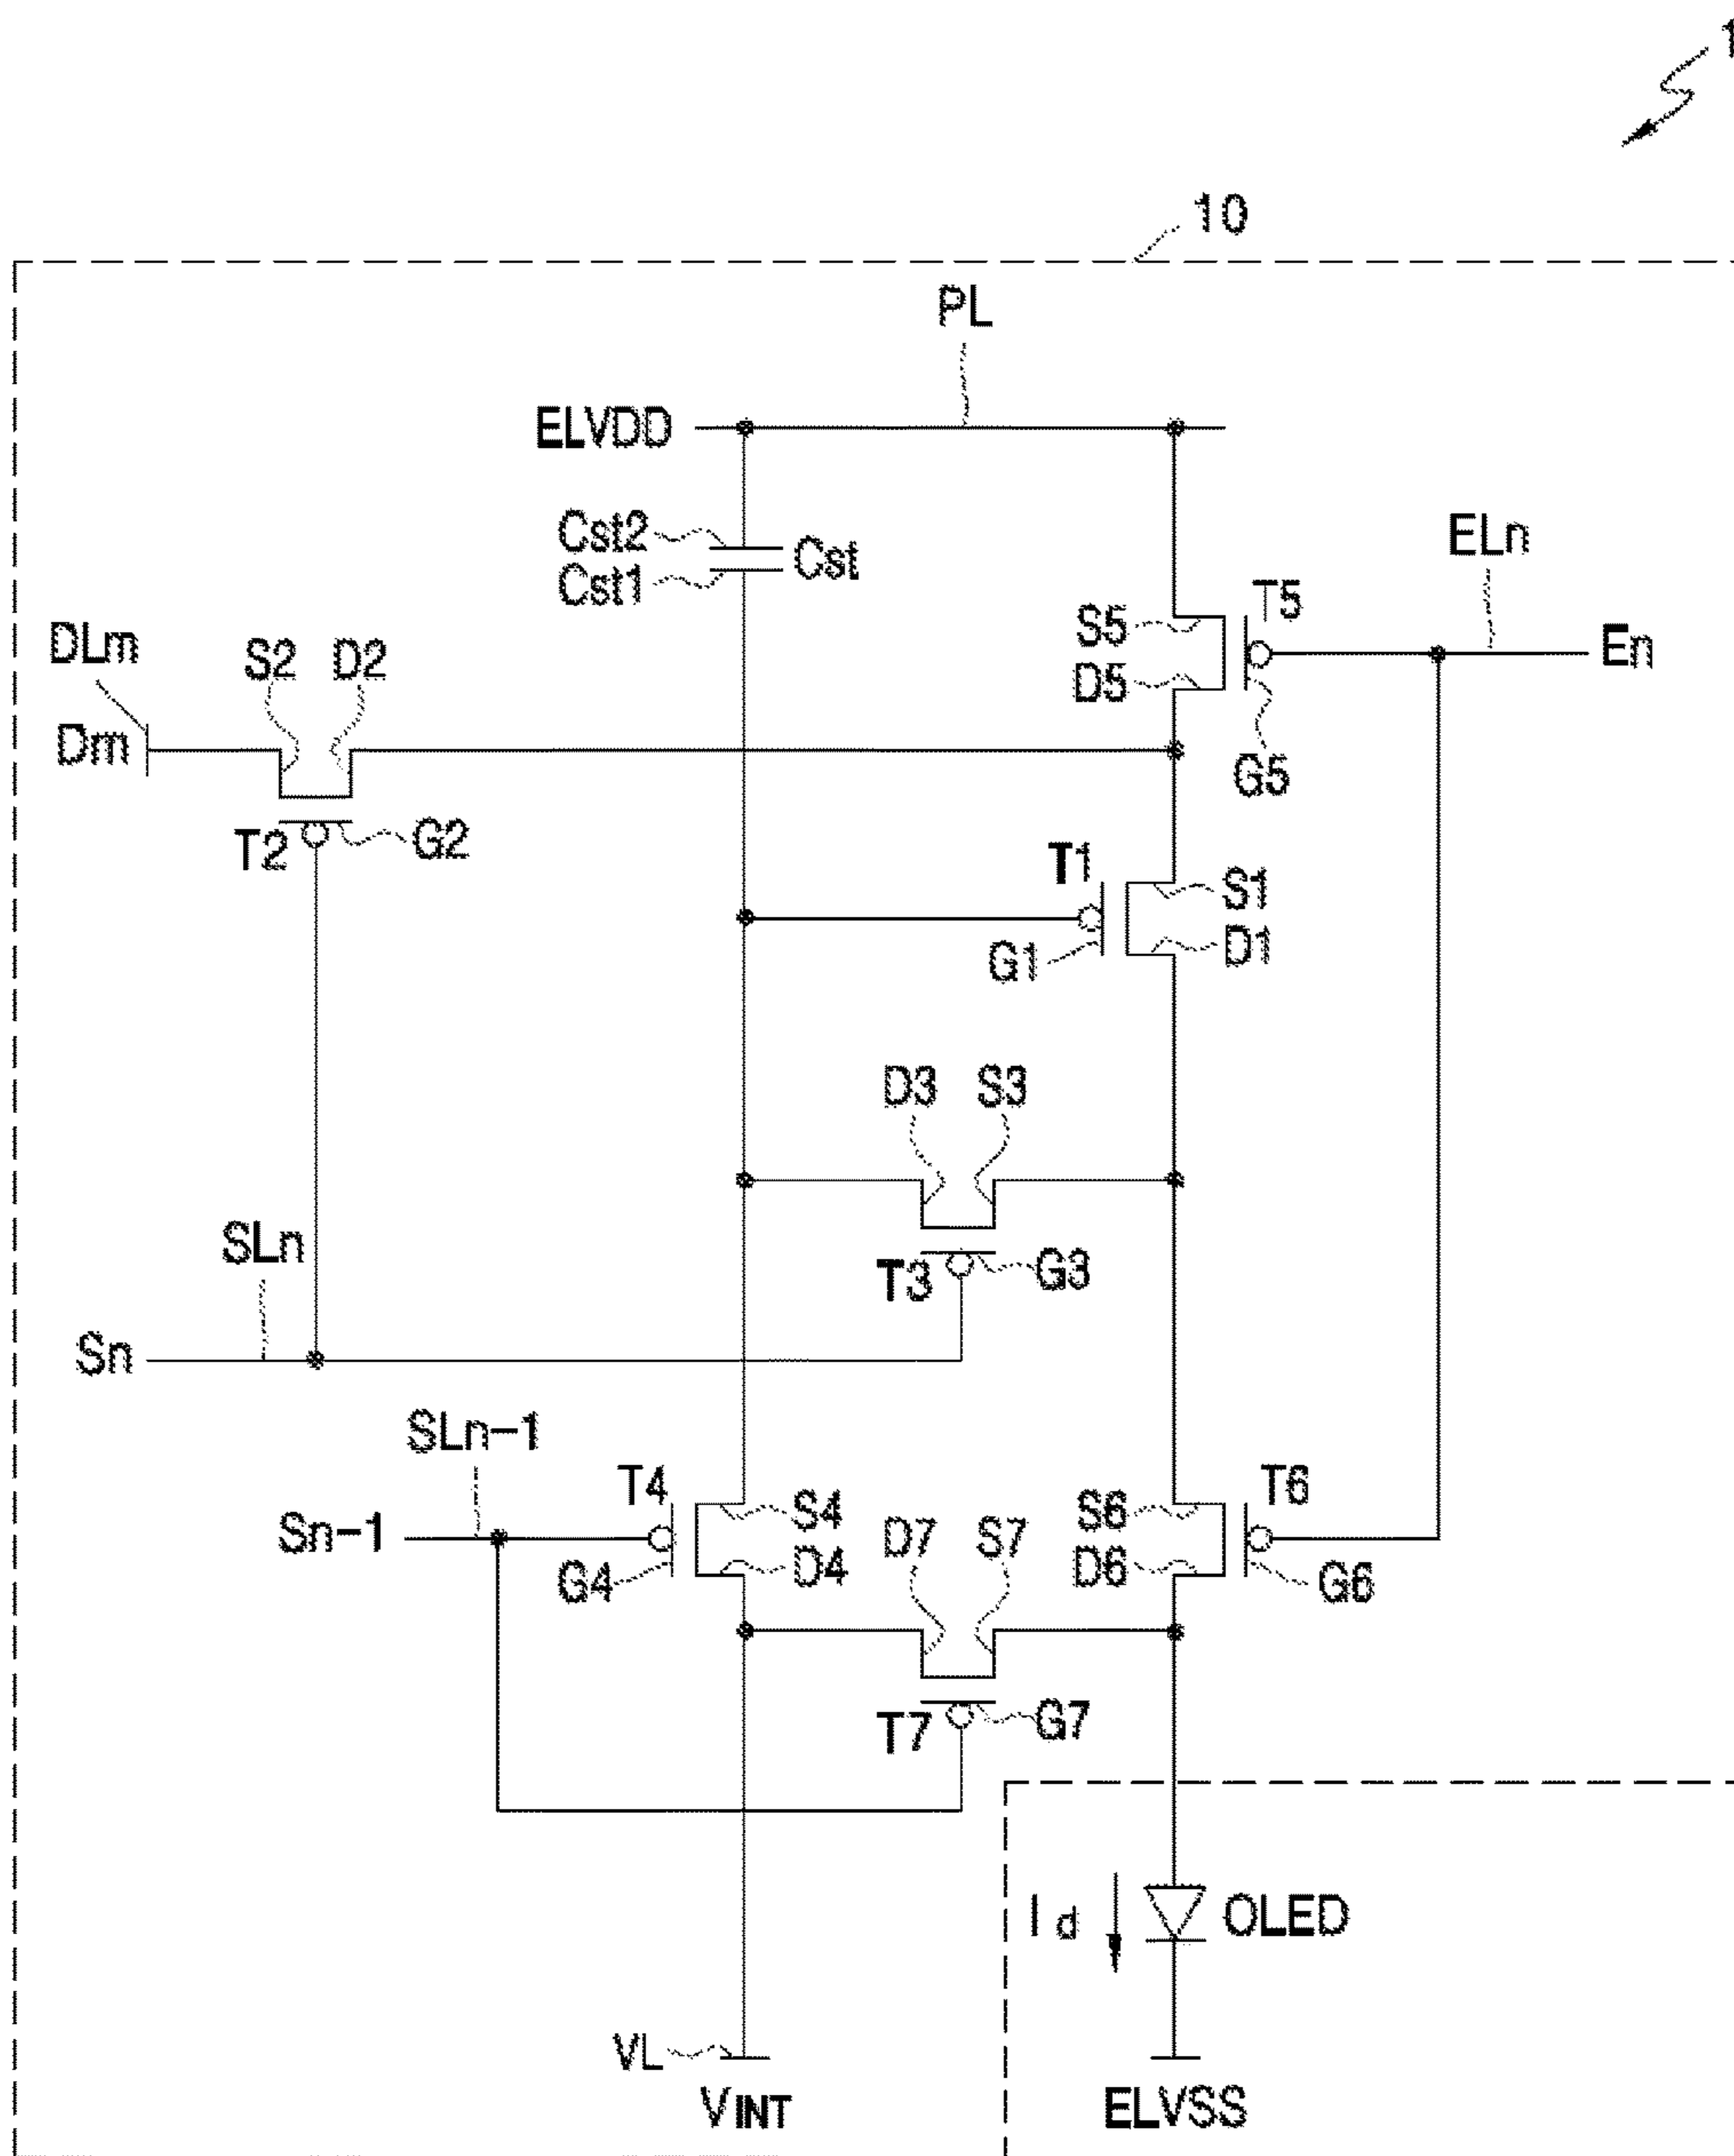 1
10
PL
ELVDD
Cst2
Cst1
Cst
ELn
T5
S5
D5
En
G5
DLm
S2
D2
Dm
T2
G2
T1
S1
G1
D1
D3
S3
SLn
T3
G3
Sn
SLn-1
T4
S4
D7
S7
S6
T6
Sn-1
G4
D4
D6
G6
T7
G7
Id
OLED
VL
VINT
ELVSS